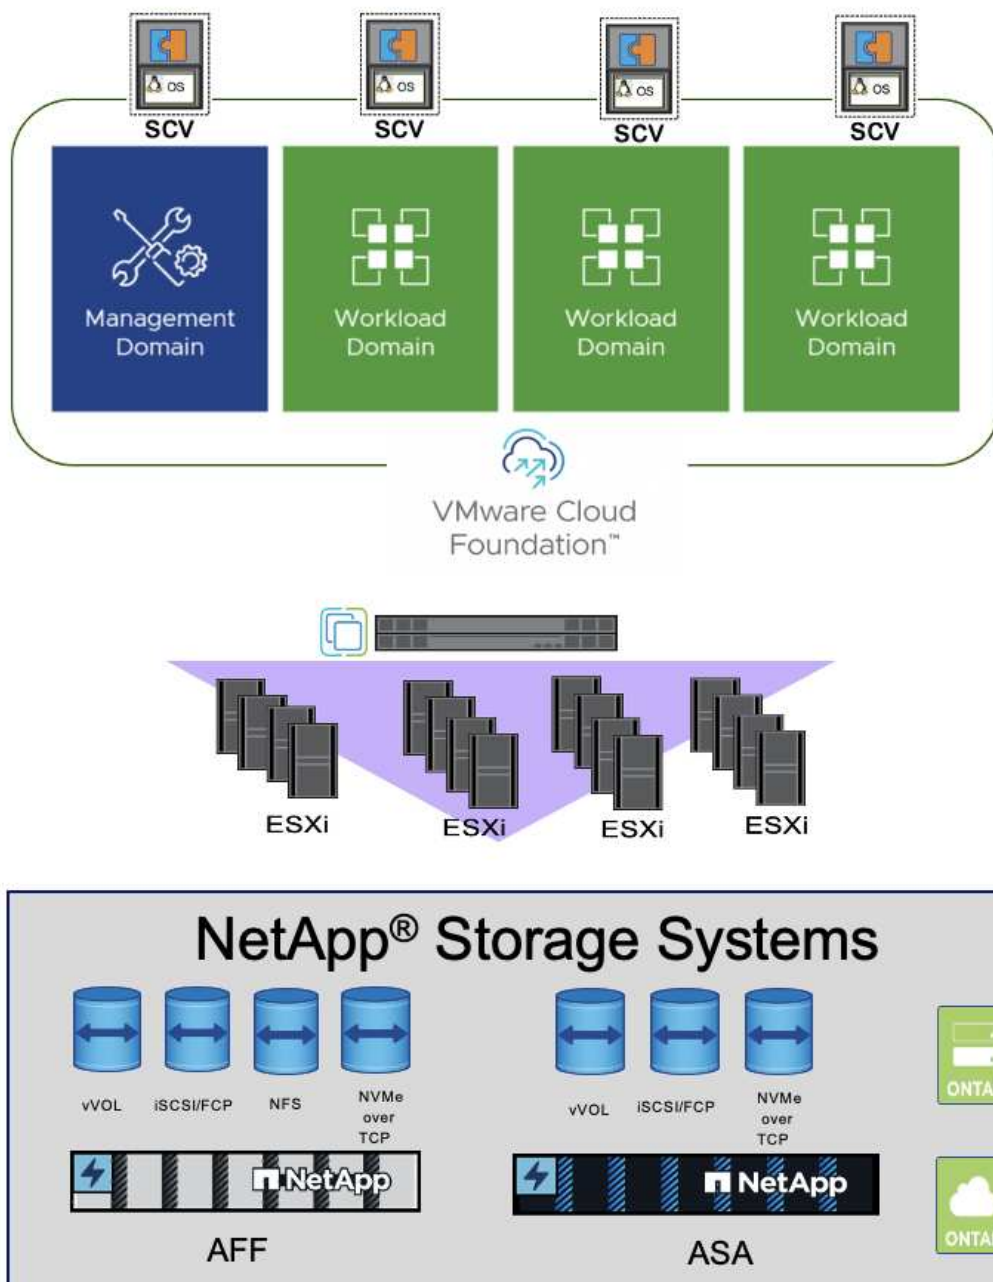 OS
SCV
OS
SCV
OS
SCV
OS
SCV
Management
Domain
Workload
Domain
Workload
Domain
Workload
Domain
VMware Cloud
Foundation™
ESXi
ESXi
ESXi
ESXi
NetApp® Storage Systems
vVOL
iSCSI/FCP
NFS
NVMe
over
TCP
vVOL
iSCSI/FCP
NVMe
over
TCP
NetApp
AFF
NetApp
ASA